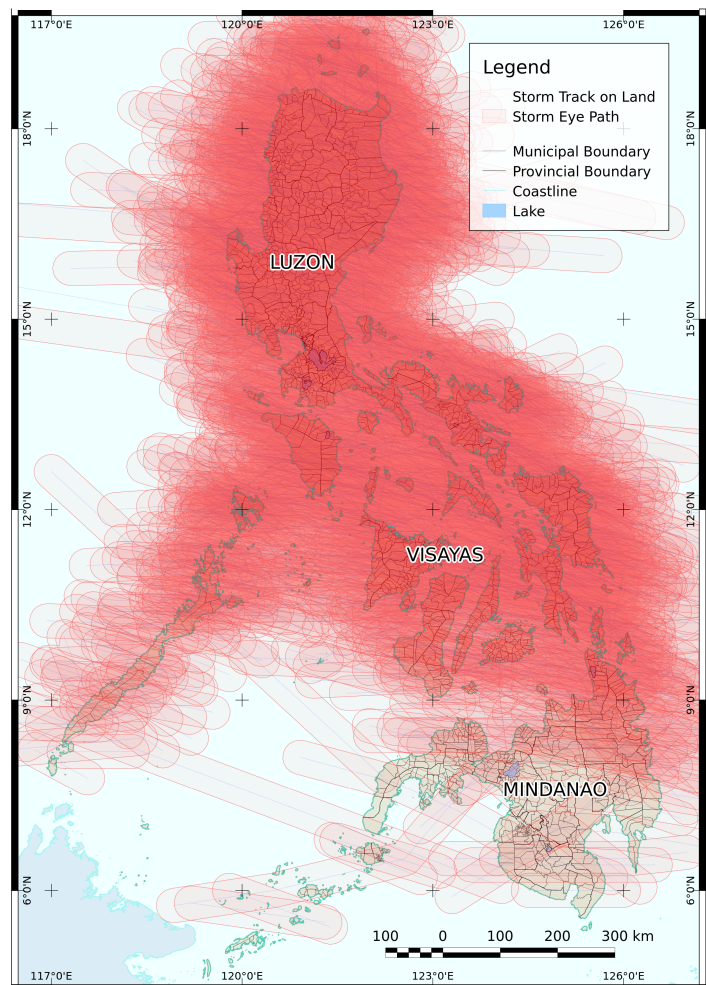 117°0'E 120°0'E 123°0'E 126°0'E
Legend
Storm Track on Land
Storm Eye Path
Municipal Boundary
Provincial Boundary
Coastline
Lake
18°0'N 18°0'N
LUZON
15°0'N 15°0'N
12°0'N 12°0'N
VISAYAS
9°0'N 9°0'N
MINDANAO
6°0'N 6°0'N
100 0 100 200 300 km
117°0'E 120°0'E 123°0'E 126°0'E